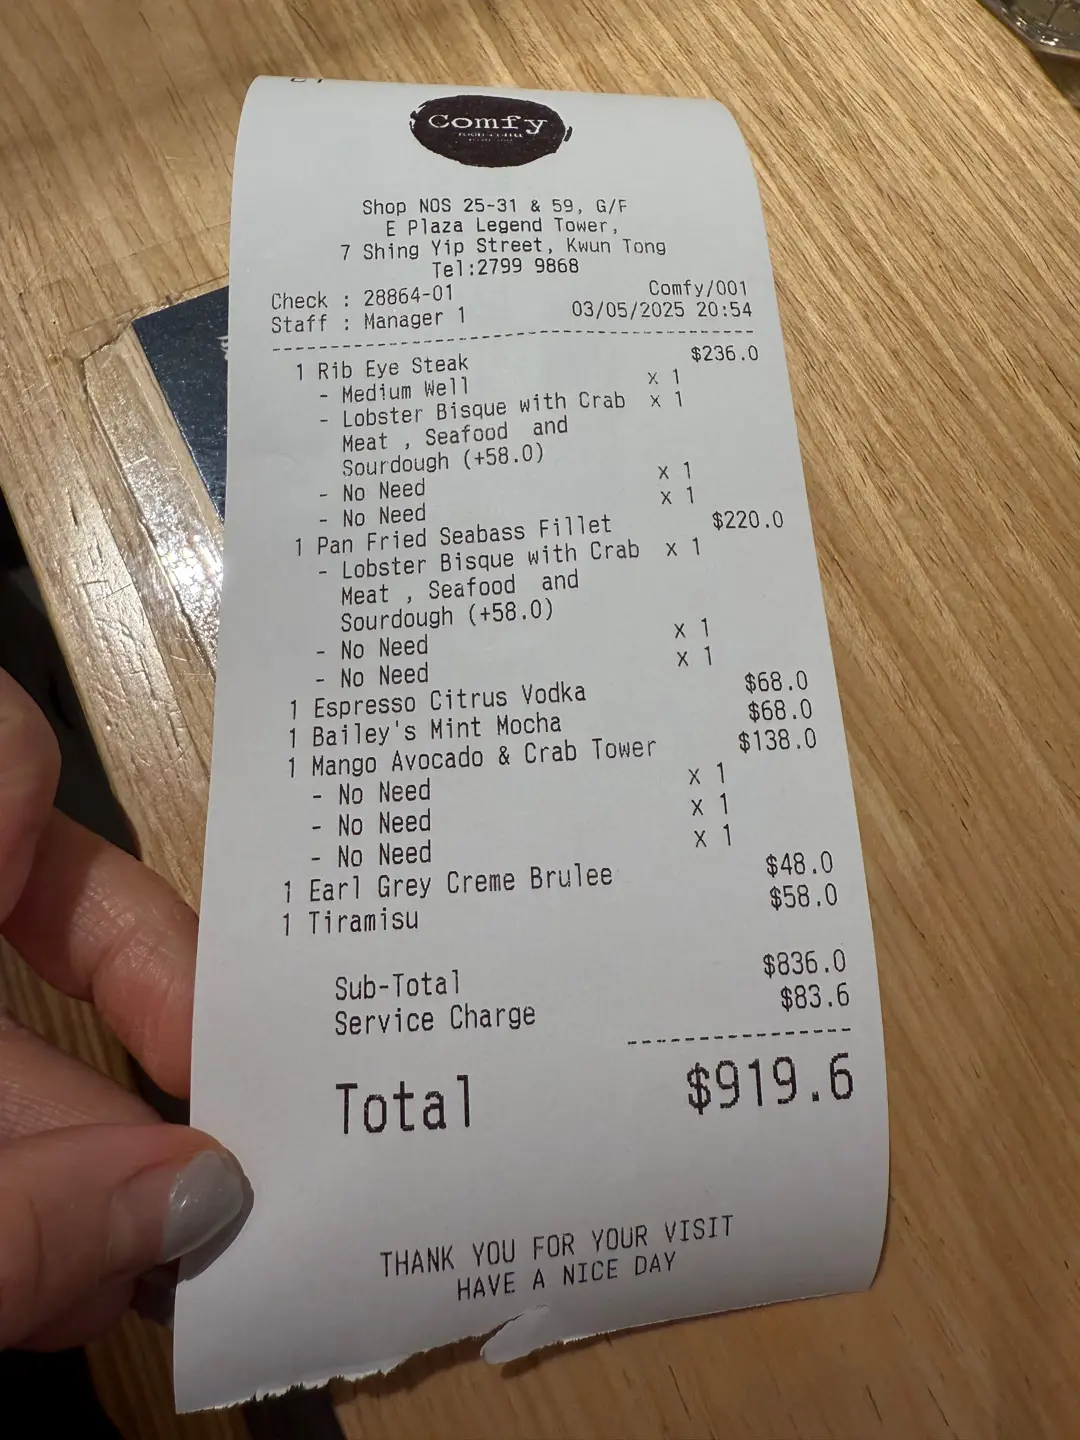 Comfy
Shop NOS 25-31 & 59, G/F
E Plaza Legend Tower,
7 Shing Yip Street, Kwun Tong
Tel:2799 9868
Check : 28864-01 Comfy/001
Staff : Manager 1 03/05/2025 20:54
1 Rib Eye Steak $236.0
- Medium Well x 1
- Lobster Bisque with Crab x 1
Meat , Seafood and
Sourdough (+58.0)
- No Need x 1
- No Need x 1
1 Pan Fried Seabass Fillet $220.0
- Lobster Bisque with Crab x 1
Meat , Seafood and
Sourdough (+58.0)
- No Need x 1
- No Need x 1
1 Espresso Citrus Vodka $68.0
1 Bailey's Mint Mocha $68.0
1 Mango Avocado & Crab Tower $138.0
- No Need x 1
- No Need x 1
- No Need x 1
1 Earl Grey Creme Brulee $48.0
1 Tiramisu $58.0
Sub-Total $836.0
Service Charge $83.6
Total $919.6
THANK YOU FOR YOUR VISIT
HAVE A NICE DAY